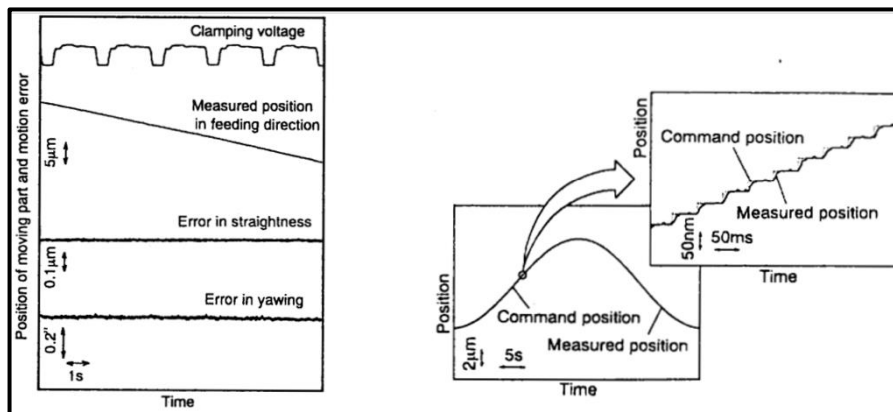 Clamping voltage
Measured position
in feeding direction
5μm
Error in straightness
0.1μm
Error in yawing
0.2"
1s
Position of moving part and motion error
Time
Position
Command position
Measured position
2μm
5s
Time
Position
Command position
Measured position
50nm
50ms
Time